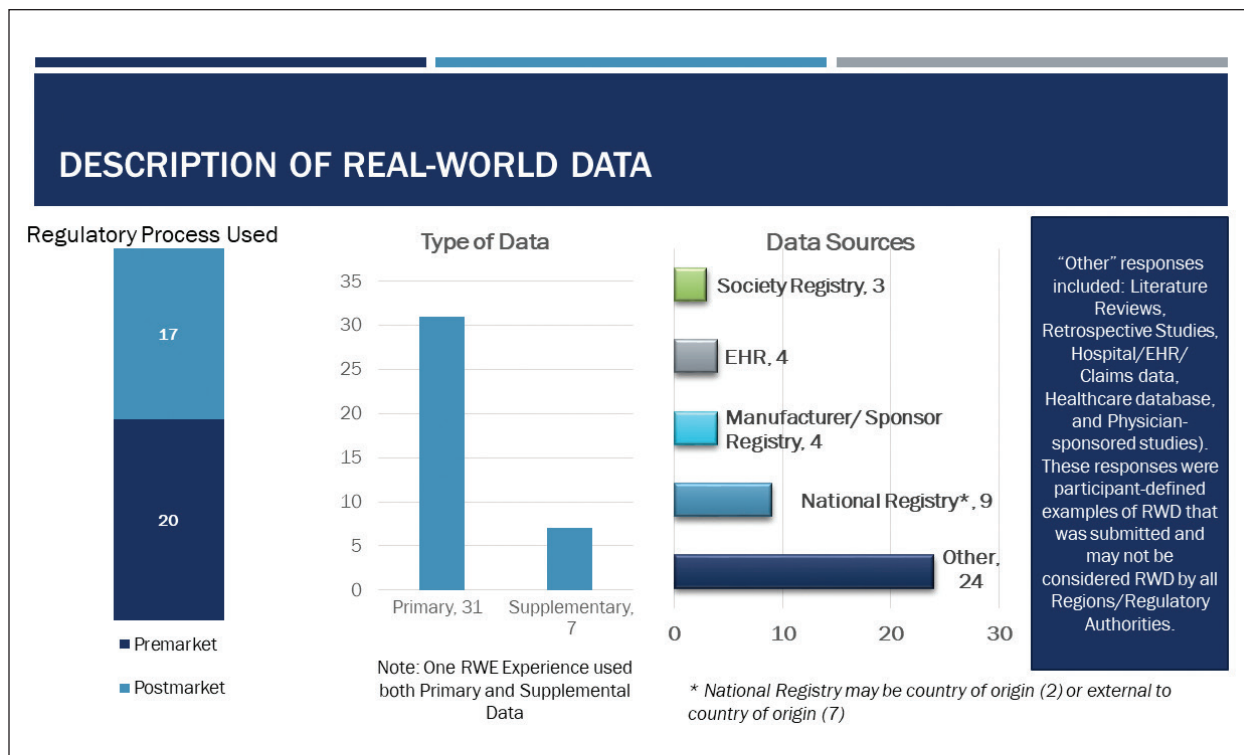 DESCRIPTION OF REAL-WORLD DATA
Regulatory Process Used
17
20
Premarket
Postmarket
Type of Data
35
30
25
20
15
10
5
0
Primary, 31
Supplementary,
7
Note: One RWE Experience used
both Primary and Supplemental
Data
Data Sources
Society Registry, 3
EHR, 4
Manufacturer/ Sponsor
Registry, 4
National Registry*, 9
Other,
24
0
10
20
30
* National Registry may be country of origin (2) or external to
country of origin (7)
“Other” responses
included: Literature
Reviews,
Retrospective Studies,
Hospital/EHR/
Claims data,
Healthcare database,
and Physician-
sponsored studies).
These responses were
participant-defined
examples of RWD that
was submitted and
may not be
considered RWD by all
Regions/Regulatory
Authorities.